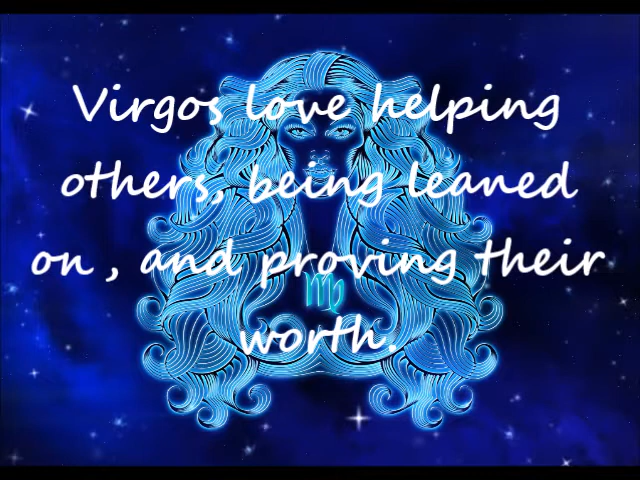 Virgos love helping
others, being leaned
on , and proving their
worth.